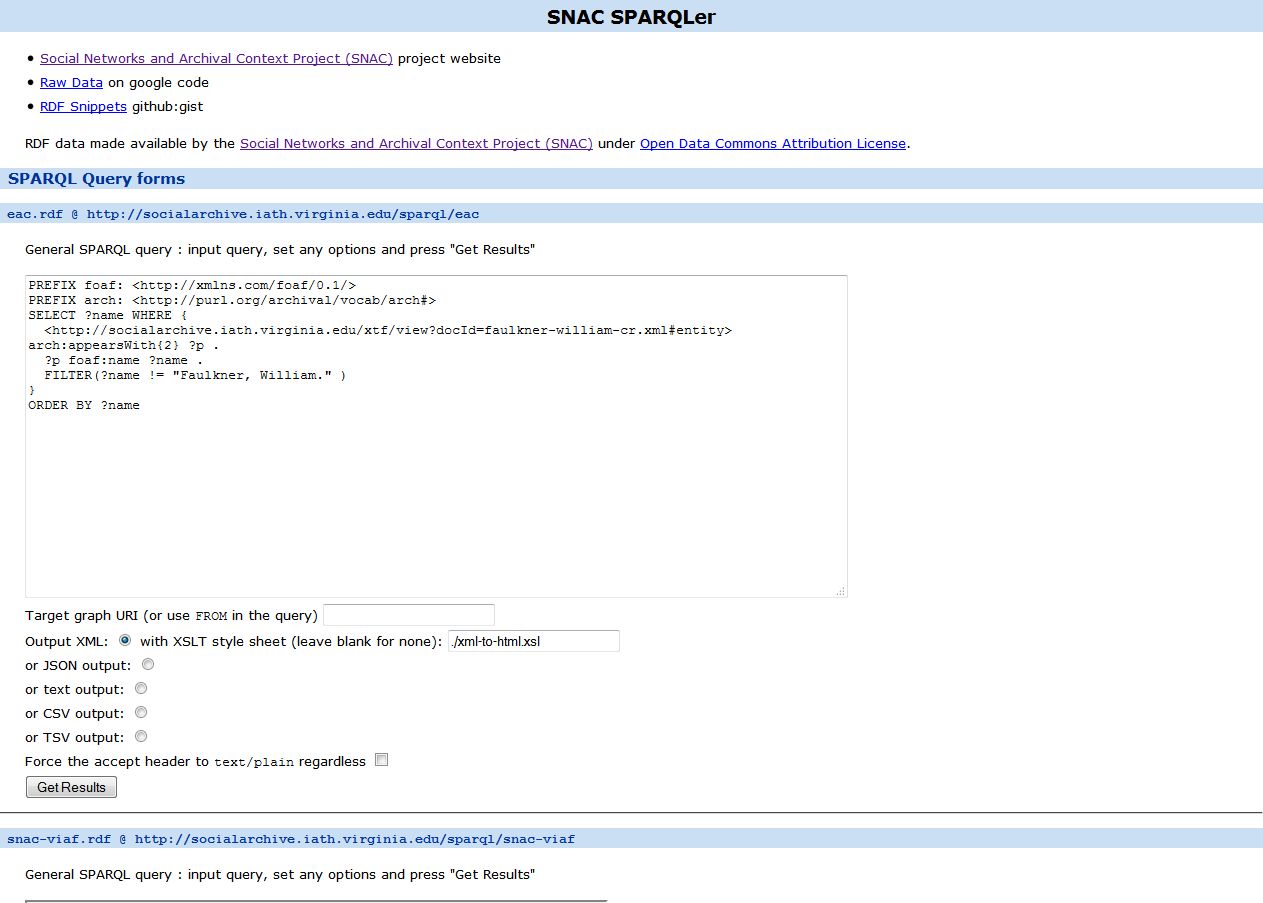 SNAC SPARQLer
• Social Networks and Archival Context Project (SNAC) project website
• Raw Data on google code
• RDF Snippets github:gist
RDF data made available by the Social Networks and Archival Context Project (SNAC) under Open Data Commons Attribution License.
SPARQL Query forms
eac.rdf @ http://socialarchive.iath.virginia.edu/sparql/eac
General SPARQL query : input query, set any options and press "Get Results"
PREFIX foaf: <http://xmlns.com/foaf/0.1/>
PREFIX arch: <http://purl.org/archival/vocab/arch#>
SELECT ?name WHERE {
  <http://socialarchive.iath.virginia.edu/xtf/view?docId=faulkner-william-cr.xml#entity>
arch:appearsWith{2} ?p .
  ?p foaf:name ?name .
  FILTER(?name != "Faulkner, William." )
}
ORDER BY ?name
Target graph URI (or use FROM in the query)
Output XML: with XSLT style sheet (leave blank for none): ./xml-to-html.xsl
or JSON output:
or text output:
or CSV output:
or TSV output:
Force the accept header to text/plain regardless
Get Results
snac-viaf.rdf @ http://socialarchive.iath.virginia.edu/sparql/snac-viaf
General SPARQL query : input query, set any options and press "Get Results"